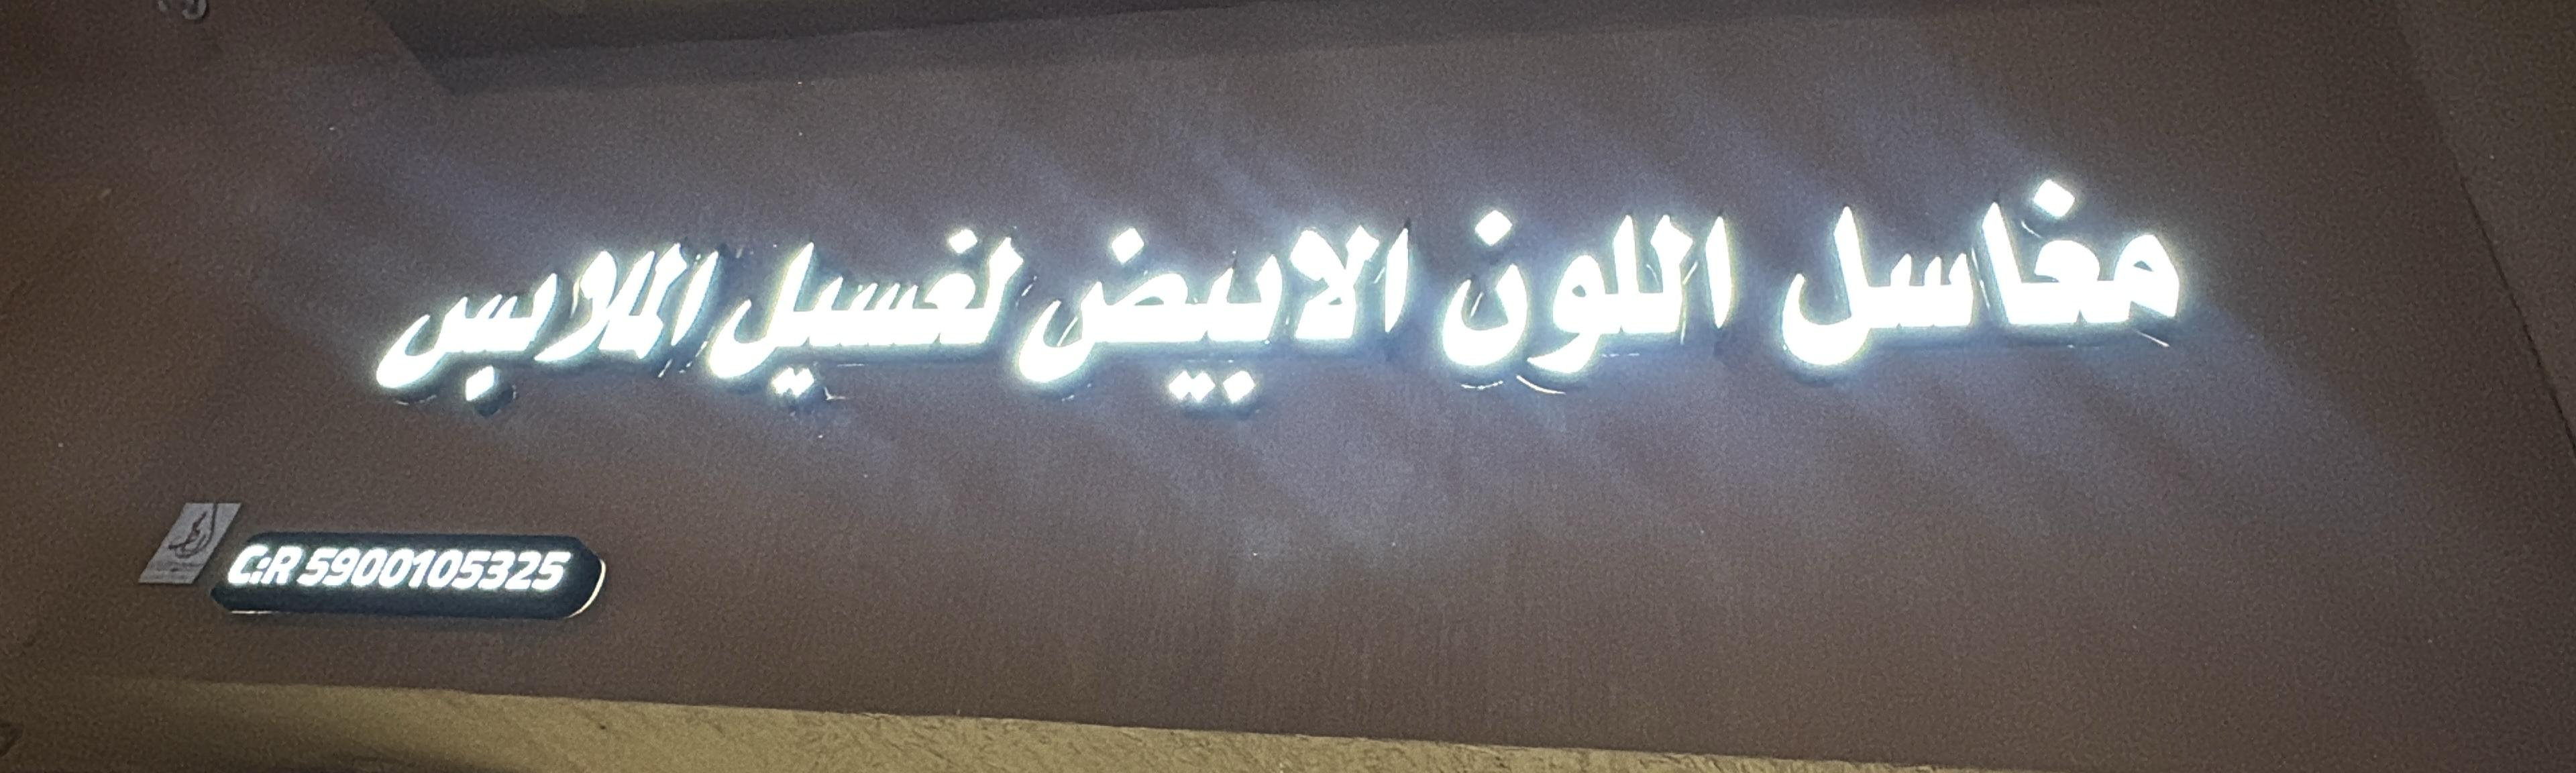 مغاسل اللون الابيض لغسيل الملابس
C:R 5900105325